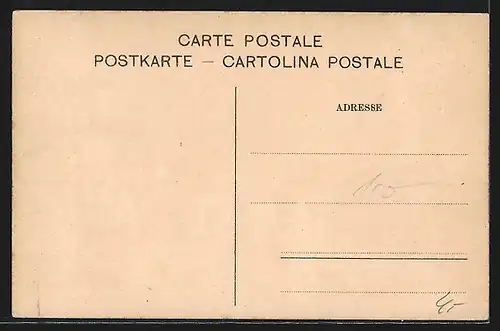 CARTE POSTALE
POSTKARTE — CARTOLINA POSTALE
ADRESSE